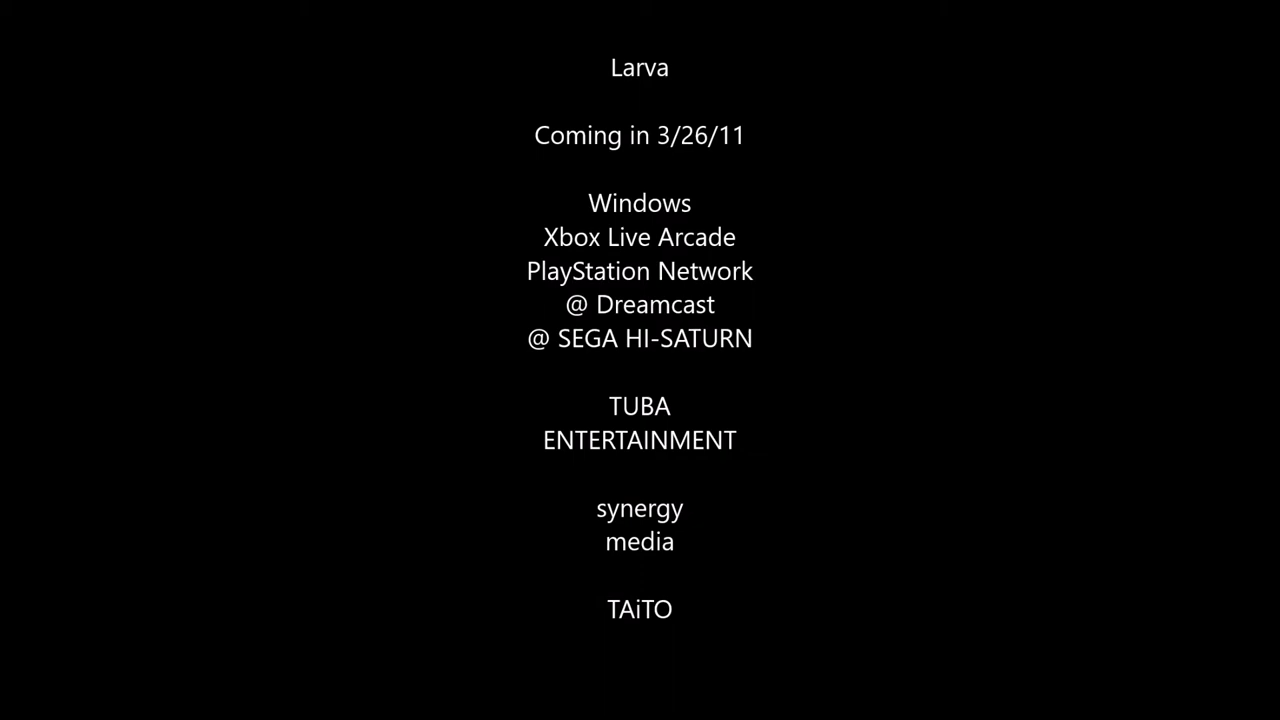 Larva
Coming in 3/26/11
Windows
Xbox Live Arcade
PlayStation Network
@ Dreamcast
@ SEGA HI-SATURN
TUBA
ENTERTAINMENT
synergy
media
TAiTO